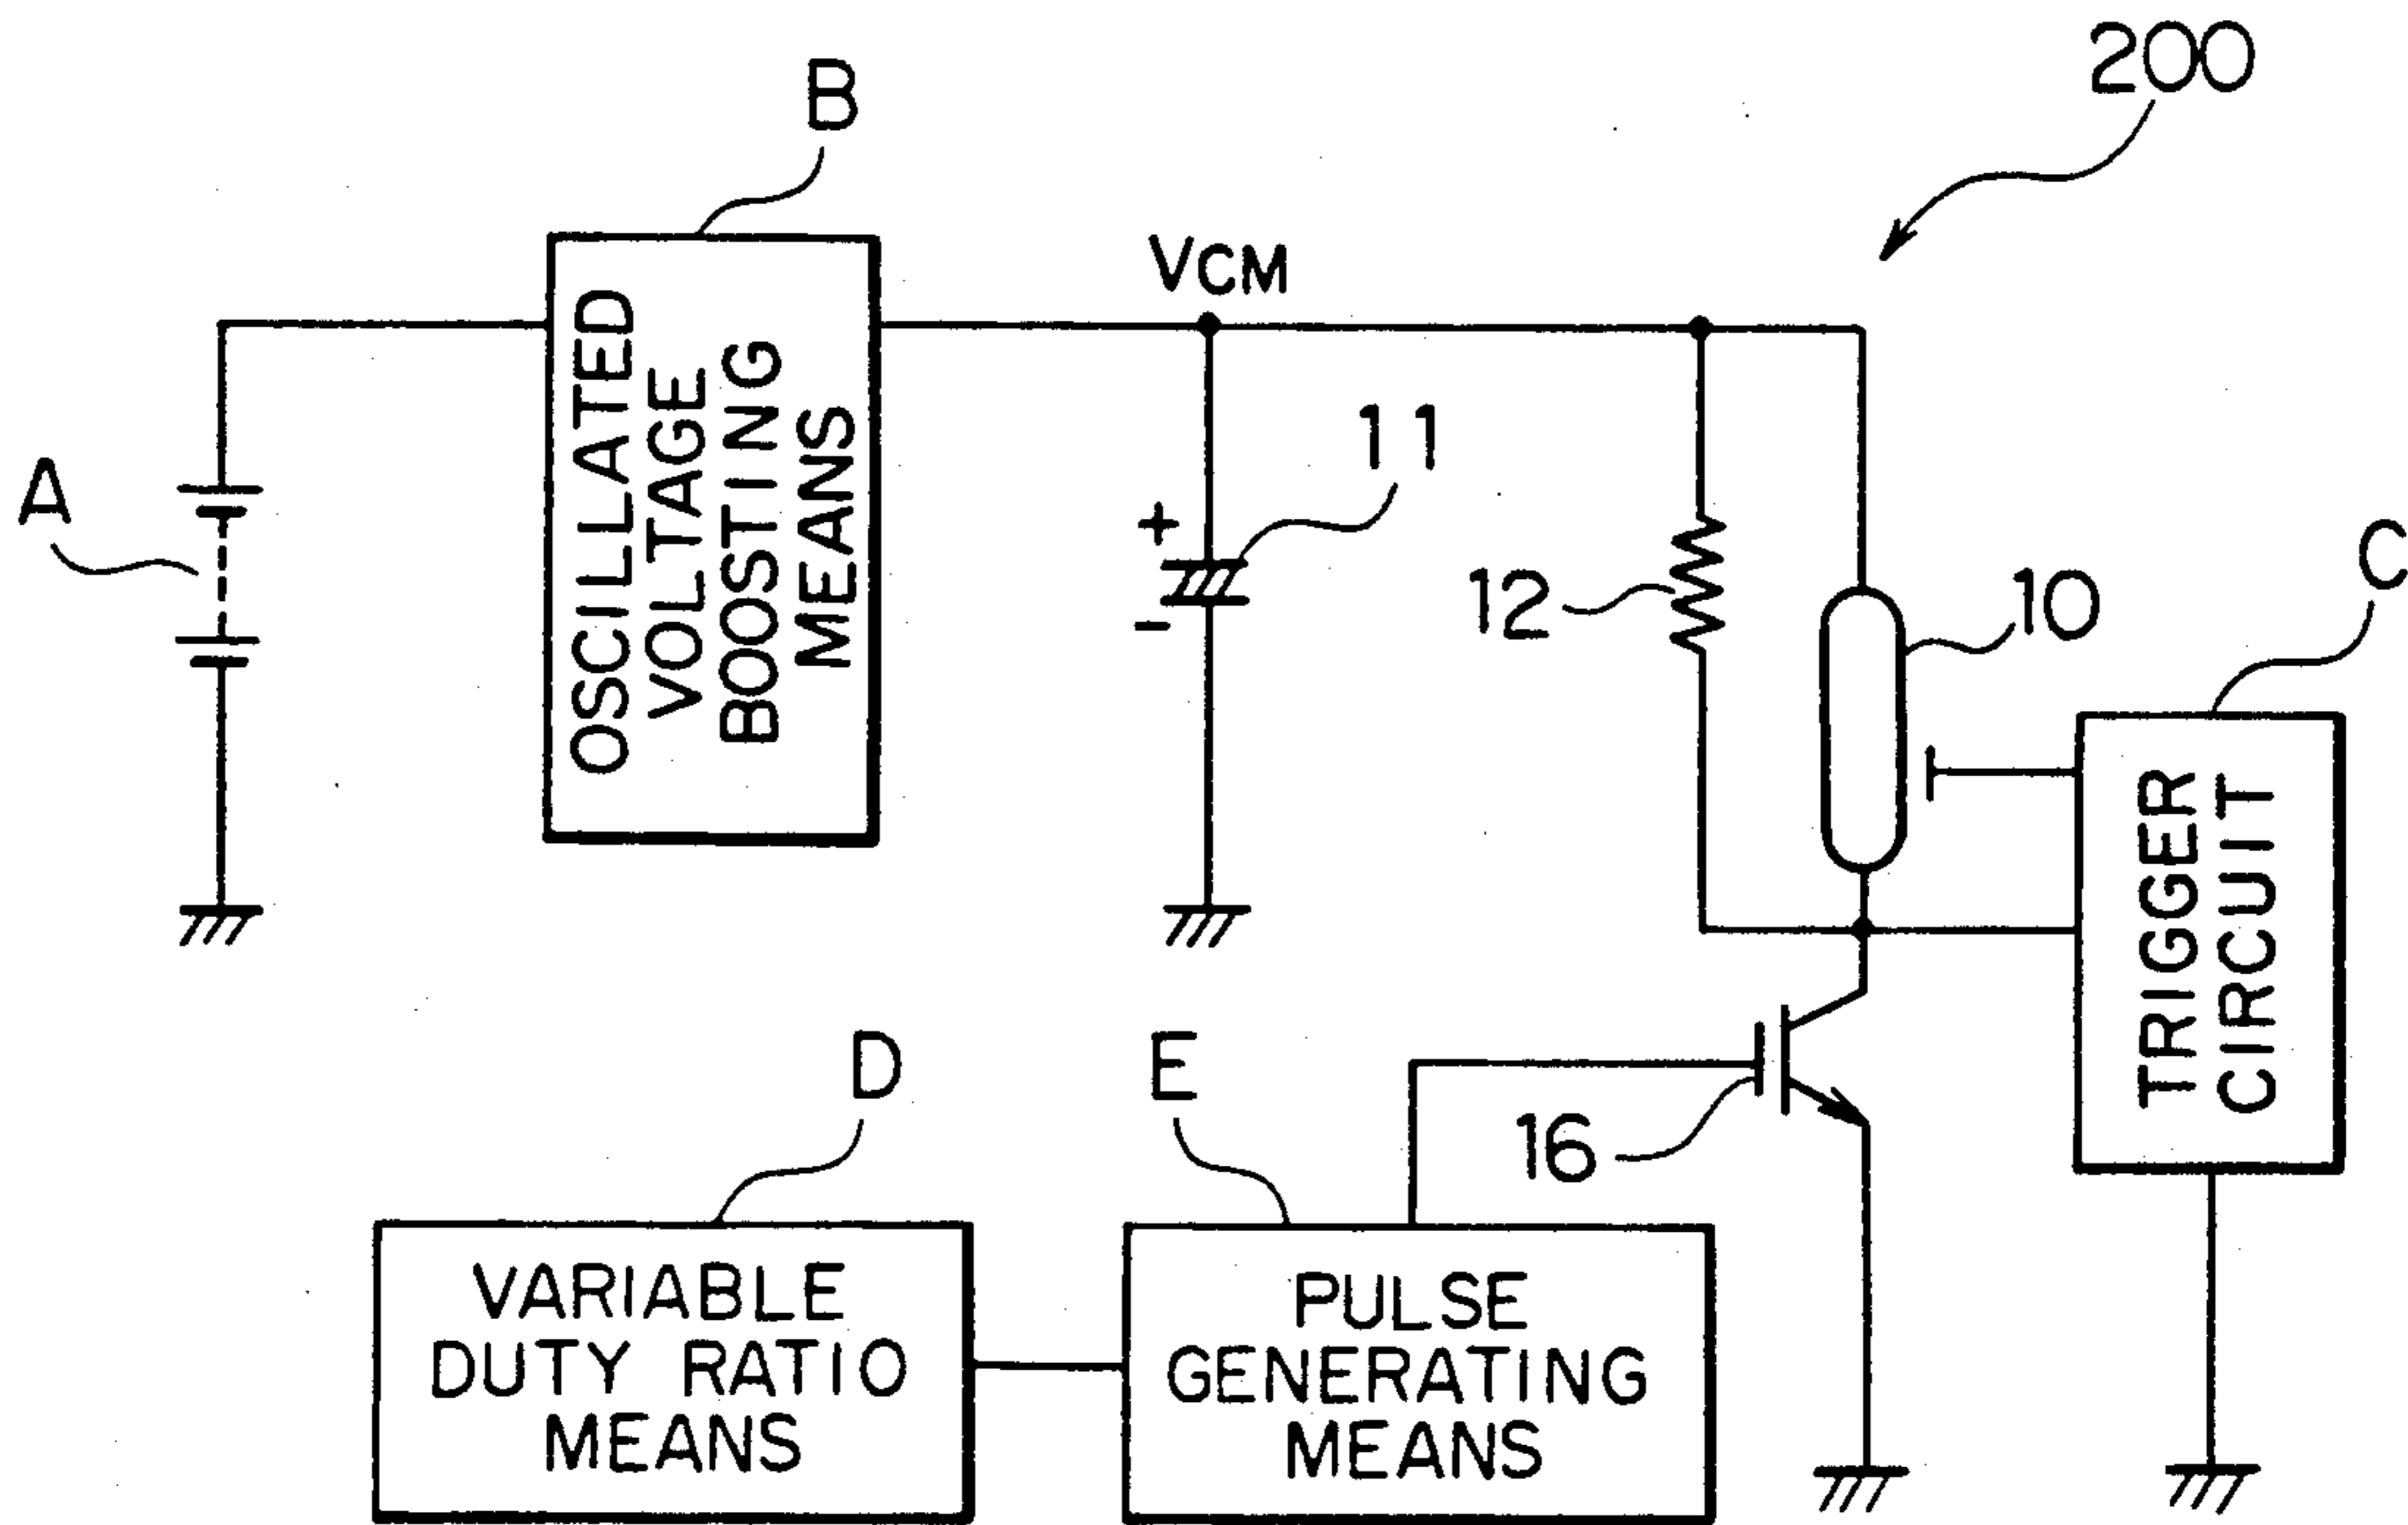 200
B
VCM
OSCILLATED
VOLTAGE
BOOSTING
MEANS
A
+
11
-
12
10
C
TRIGGER
CIRCUIT
16
D
E
VARIABLE
DUTY RATIO
MEANS
PULSE
GENERATING
MEANS